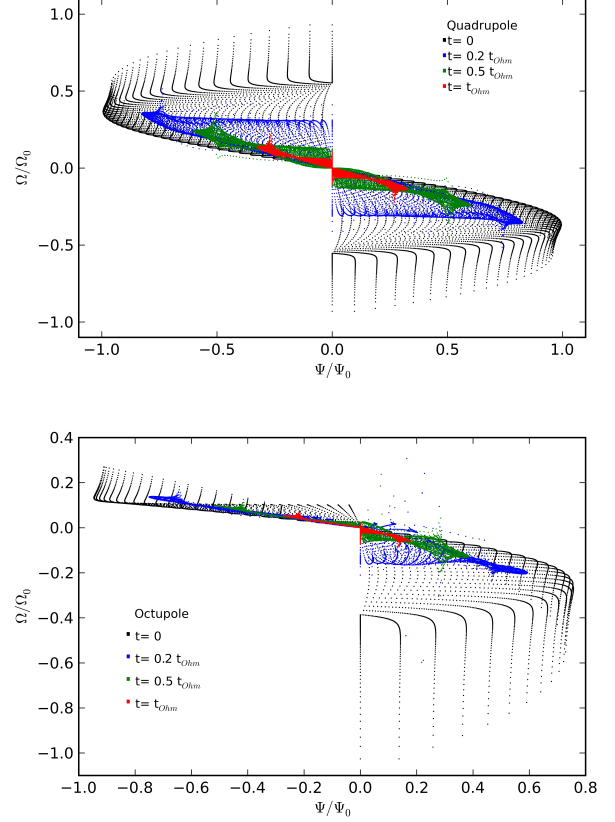 Quadrupole
t= 0
t= 0.2 t_Ohm
t= 0.5 t_Ohm
t= t_Ohm
1.0
0.5
0.0
−0.5
−1.0
Ω/Ω₀
−1.0 −0.5 0.0 0.5 1.0
Ψ/Ψ₀
0.4
0.2
0.0
−0.2
−0.4
−0.6
−0.8
−1.0
Ω/Ω₀
Octupole
t= 0
t= 0.2 t_Ohm
t= 0.5 t_Ohm
t= t_Ohm
−1.0 −0.8 −0.6 −0.4 −0.2 0.0 0.2 0.4 0.6 0.8
Ψ/Ψ₀